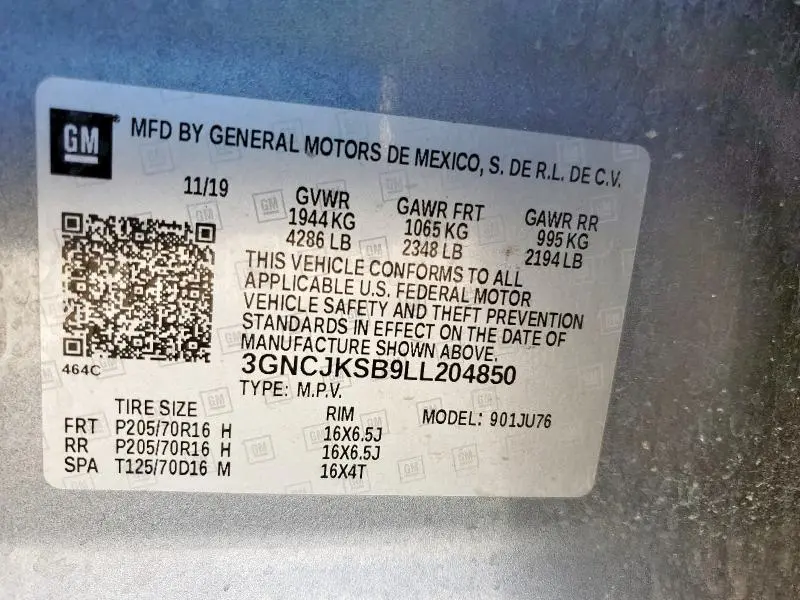 GM
MFD BY GENERAL MOTORS DE MEXICO, S. DE R.L. DE C.V.
11/19
GVWR GAWR FRT GAWR RR
1944 KG 1065 KG 995 KG
4286 LB 2348 LB 2194 LB
THIS VEHICLE CONFORMS TO ALL
APPLICABLE U.S. FEDERAL MOTOR
VEHICLE SAFETY AND THEFT PREVENTION
STANDARDS IN EFFECT ON THE DATE OF
MANUFACTURE SHOWN ABOVE.
464C
3GNCJKSB9LL204850
TYPE: M.P.V.
TIRE SIZE RIM MODEL: 901JU76
FRT P205/70R16 H 16X6.5J
RR P205/70R16 H 16X6.5J
SPA T125/70D16 M 16X4T